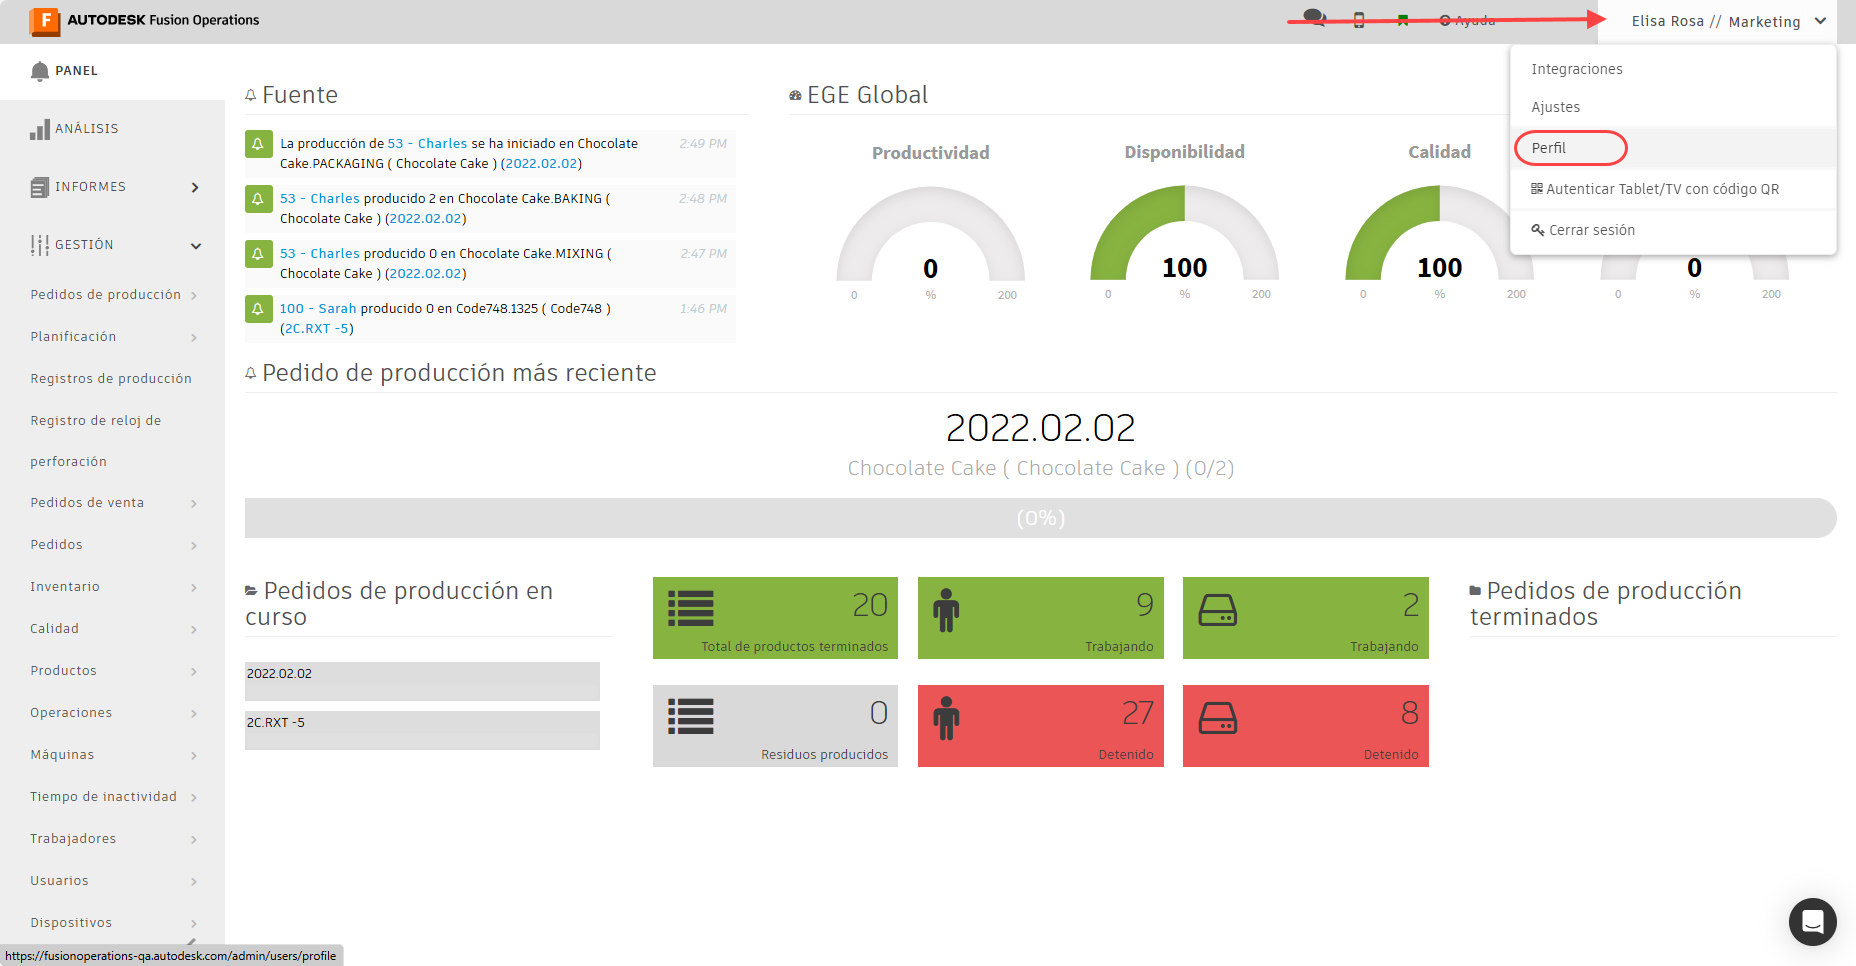 AUTODESK Fusion Operations
Ayuda
Elisa Rosa // Marketing
PANEL
ANÁLISIS
INFORMES
GESTIÓN
Pedidos de producción
Planificación
Registros de producción
Registro de reloj de
perforación
Pedidos de venta
Pedidos
Inventario
Calidad
Productos
Operaciones
Máquinas
Tiempo de inactividad
Trabajadores
Usuarios
Dispositivos
https://fusionoperations-qa.autodesk.com/admin/users/profile
Integraciones
Ajustes
Perfil
Autenticar Tablet/TV con código QR
Cerrar sesión
Fuente
La producción de 53 - Charles se ha iniciado en Chocolate
Cake.PACKAGING ( Chocolate Cake ) (2022.02.02)
2:49 PM
53 - Charles producido 2 en Chocolate Cake.BAKING (
Chocolate Cake ) (2022.02.02)
2:48 PM
53 - Charles producido 0 en Chocolate Cake.MIXING (
Chocolate Cake ) (2022.02.02)
2:47 PM
100 - Sarah producido 0 en Code748.1325 ( Code748 )
(2C.RXT -5)
1:46 PM
EGE Global
Productividad
0
0 % 200
Disponibilidad
100
0 % 200
Calidad
100
0 % 200
0
0 % 200
Pedido de producción más reciente
2022.02.02
Chocolate Cake ( Chocolate Cake ) (0/2)
(0%)
Pedidos de producción en
curso
2022.02.02
2C.RXT -5
20
Total de productos terminados
9
Trabajando
2
Trabajando
0
Residuos producidos
27
Detenido
8
Detenido
Pedidos de producción
terminados